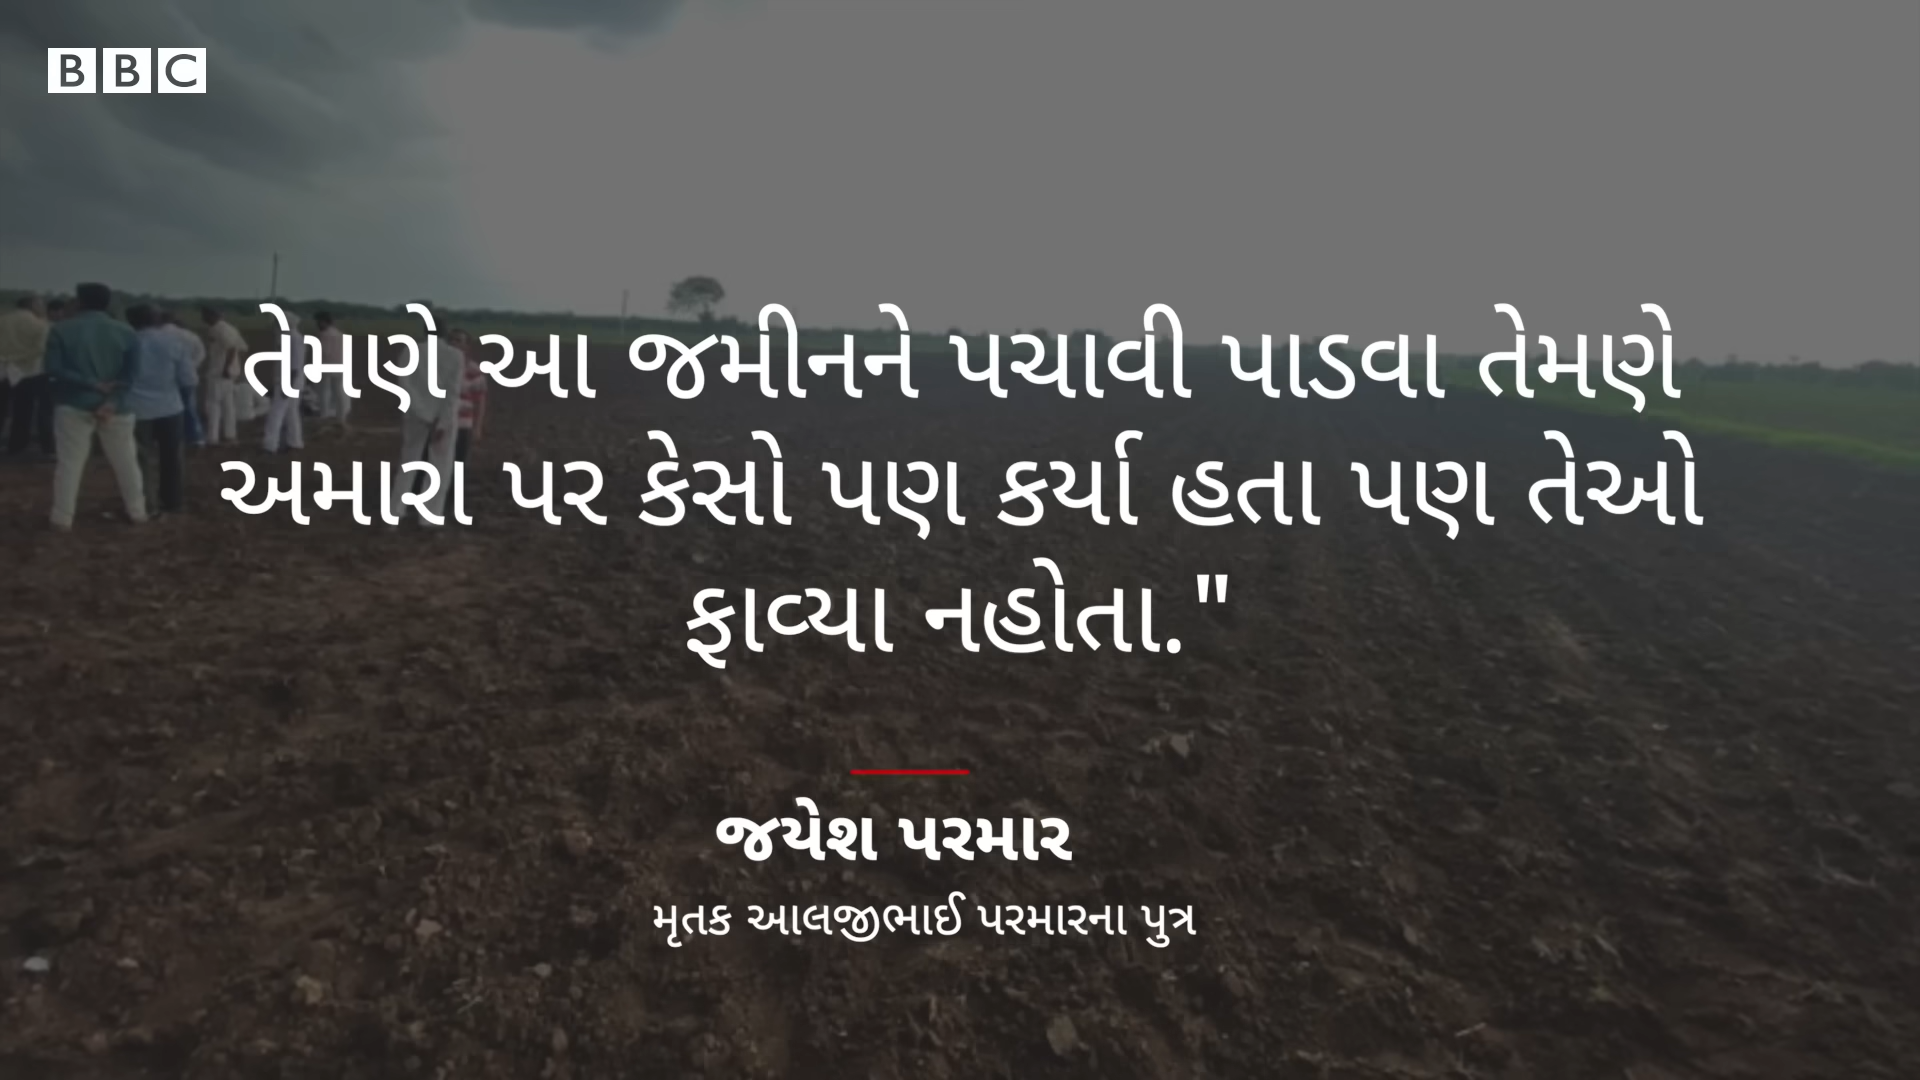 BBC
તેમણે આ જમીનને પચાવી પાડવા તેમણે
અમારા પર કેસો પણ કર્યા હતા પણ તેઓ
ફાવ્યા નહોતા."
જયેશ પરમાર
મૃતક આલજીભાઈ પરમારના પુત્ર